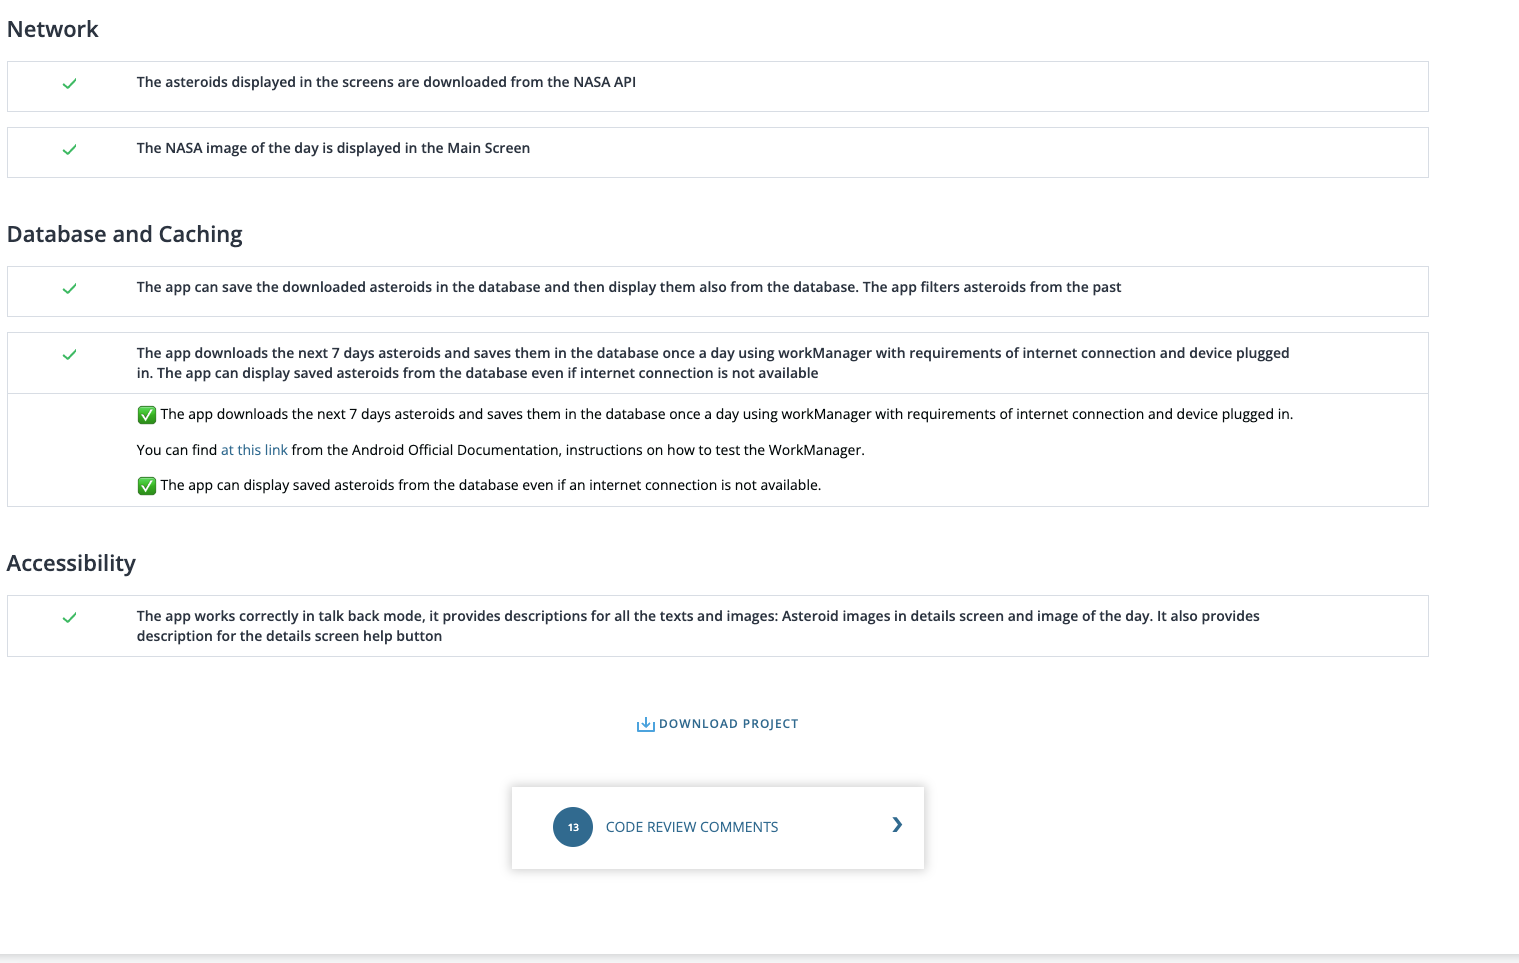 Network
The asteroids displayed in the screens are downloaded from the NASA API
The NASA image of the day is displayed in the Main Screen
Database and Caching
The app can save the downloaded asteroids in the database and then display them also from the database. The app filters asteroids from the past
The app downloads the next 7 days asteroids and saves them in the database once a day using workManager with requirements of internet connection and device plugged
in. The app can display saved asteroids from the database even if internet connection is not available
✅ The app downloads the next 7 days asteroids and saves them in the database once a day using workManager with requirements of internet connection and device plugged in.
You can find at this link from the Android Official Documentation, instructions on how to test the WorkManager.
✅ The app can display saved asteroids from the database even if an internet connection is not available.
Accessibility
The app works correctly in talk back mode, it provides descriptions for all the texts and images: Asteroid images in details screen and image of the day. It also provides
description for the details screen help button
DOWNLOAD PROJECT
13 CODE REVIEW COMMENTS